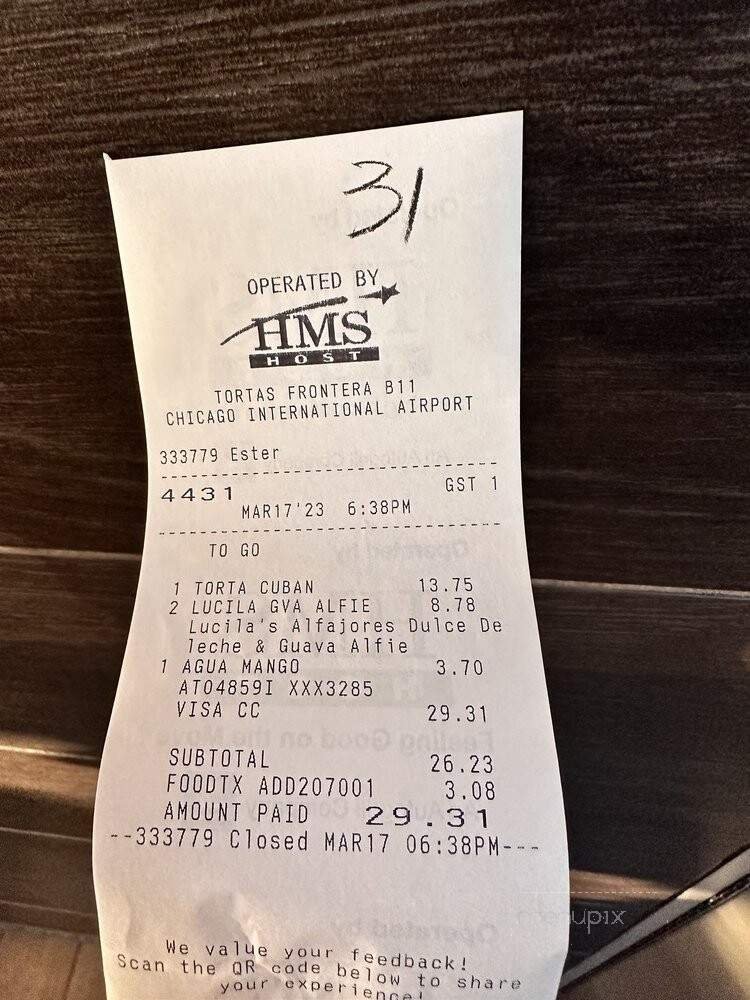 31
OPERATED BY
HMS
HOST
TORTAS FRONTERA B11
CHICAGO INTERNATIONAL AIRPORT
333779 Ester
4431 GST 1
MAR17'23 6:38PM
TO GO
1 TORTA CUBAN 13.75
2 LUCILA GVA ALFIE 8.78
Lucila's Alfajores Dulce De
leche & Guava Alfie
1 AGUA MANGO 3.70
AT04859I XXX3285
VISA CC 29.31
SUBTOTAL 26.23
FOODTX ADD207001 3.08
AMOUNT PAID 29.31
--333779 Closed MAR17 06:38PM---
We value your feedback!
Scan the QR code below to share
your experience!
menupix